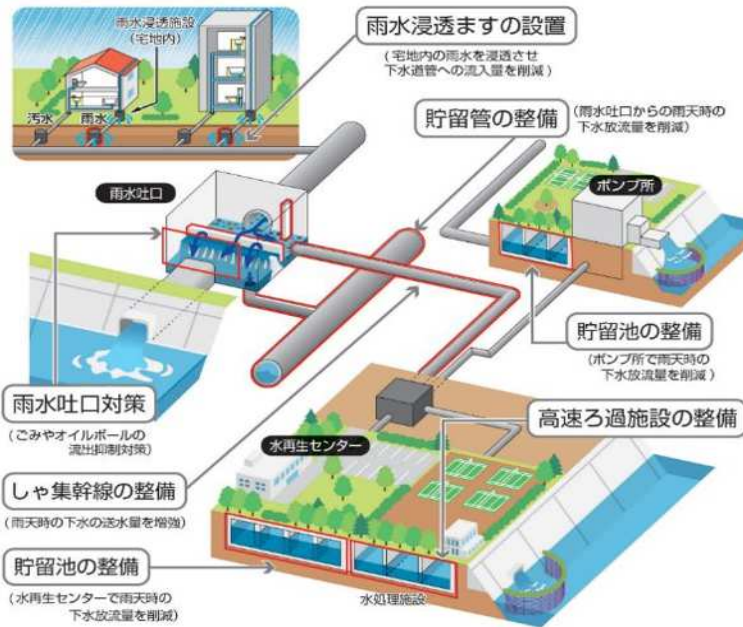 雨水浸透施設
（宅地内）
汚水
雨水
雨水浸透ますの設置
（宅地内の雨水を浸透させ
下水道管への流入量を削減）
貯留管の整備
（雨水吐口からの雨天時の
下水放流量を削減）
雨水吐口
ポンプ所
貯留池の整備
（ポンプ所で雨天時の
下水放流量を削減）
雨水吐口対策
（ごみやオイルボールの
流出抑制対策）
高速ろ過施設の整備
水再生センター
しゃ集幹線の整備
（雨天時の下水の送水量を増強）
貯留池の整備
（水再生センターで雨天時の
下水放流量を削減）
水処理施設